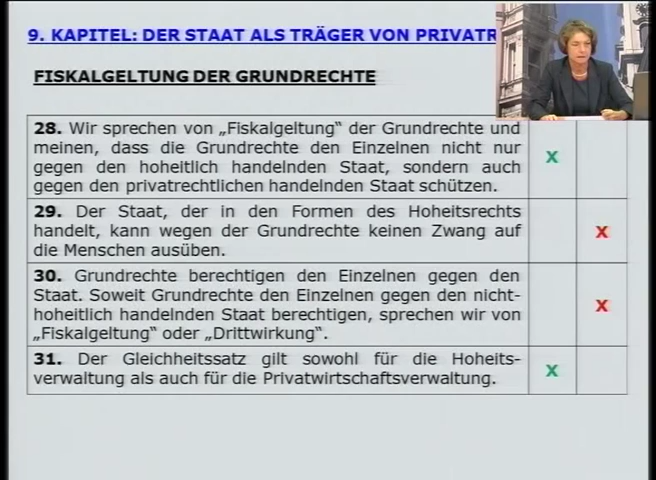 9. KAPITEL: DER STAAT ALS TRÄGER VON PRIVATR
FISKALGELTUNG DER GRUNDRECHTE
28. Wir sprechen von „Fiskalgeltung“ der Grundrechte und
meinen, dass die Grundrechte den Einzelnen nicht nur
gegen den hoheitlich handelnden Staat, sondern auch
gegen den privatrechtlichen handelnden Staat schützen.
X
29. Der Staat, der in den Formen des Hoheitsrechts
handelt, kann wegen der Grundrechte keinen Zwang auf
die Menschen ausüben.
X
30. Grundrechte berechtigen den Einzelnen gegen den
Staat. Soweit Grundrechte den Einzelnen gegen den nicht-
hoheitlich handelnden Staat berechtigen, sprechen wir von
„Fiskalgeltung“ oder „Drittwirkung“.
X
31. Der Gleichheitssatz gilt sowohl für die Hoheits-
verwaltung als auch für die Privatwirtschaftsverwaltung.
X